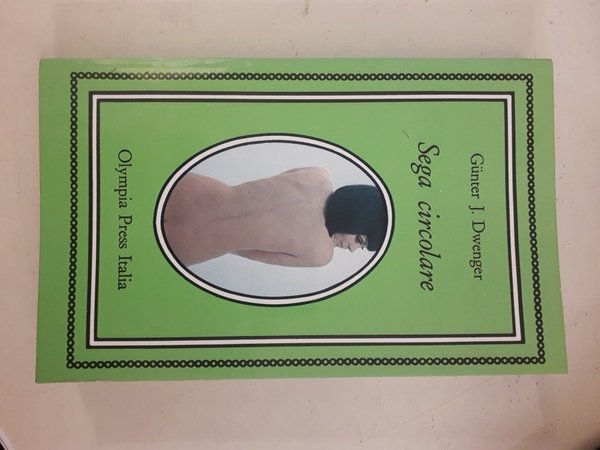 Günter J. Dwenger
Sega circolare
Olympia Press Italia